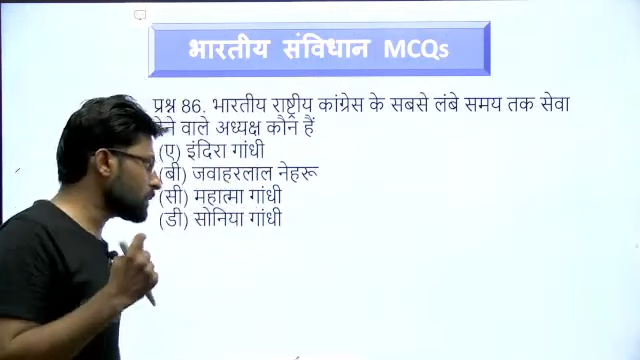 भारतीय संविधान MCQs
प्रश्न 86. भारतीय राष्ट्रीय कांग्रेस के सबसे लंबे समय तक सेवा
देने वाले अध्यक्ष कौन हैं
(ए) इंदिरा गांधी
(बी) जवाहरलाल नेहरू
(सी) महात्मा गांधी
(डी) सोनिया गांधी